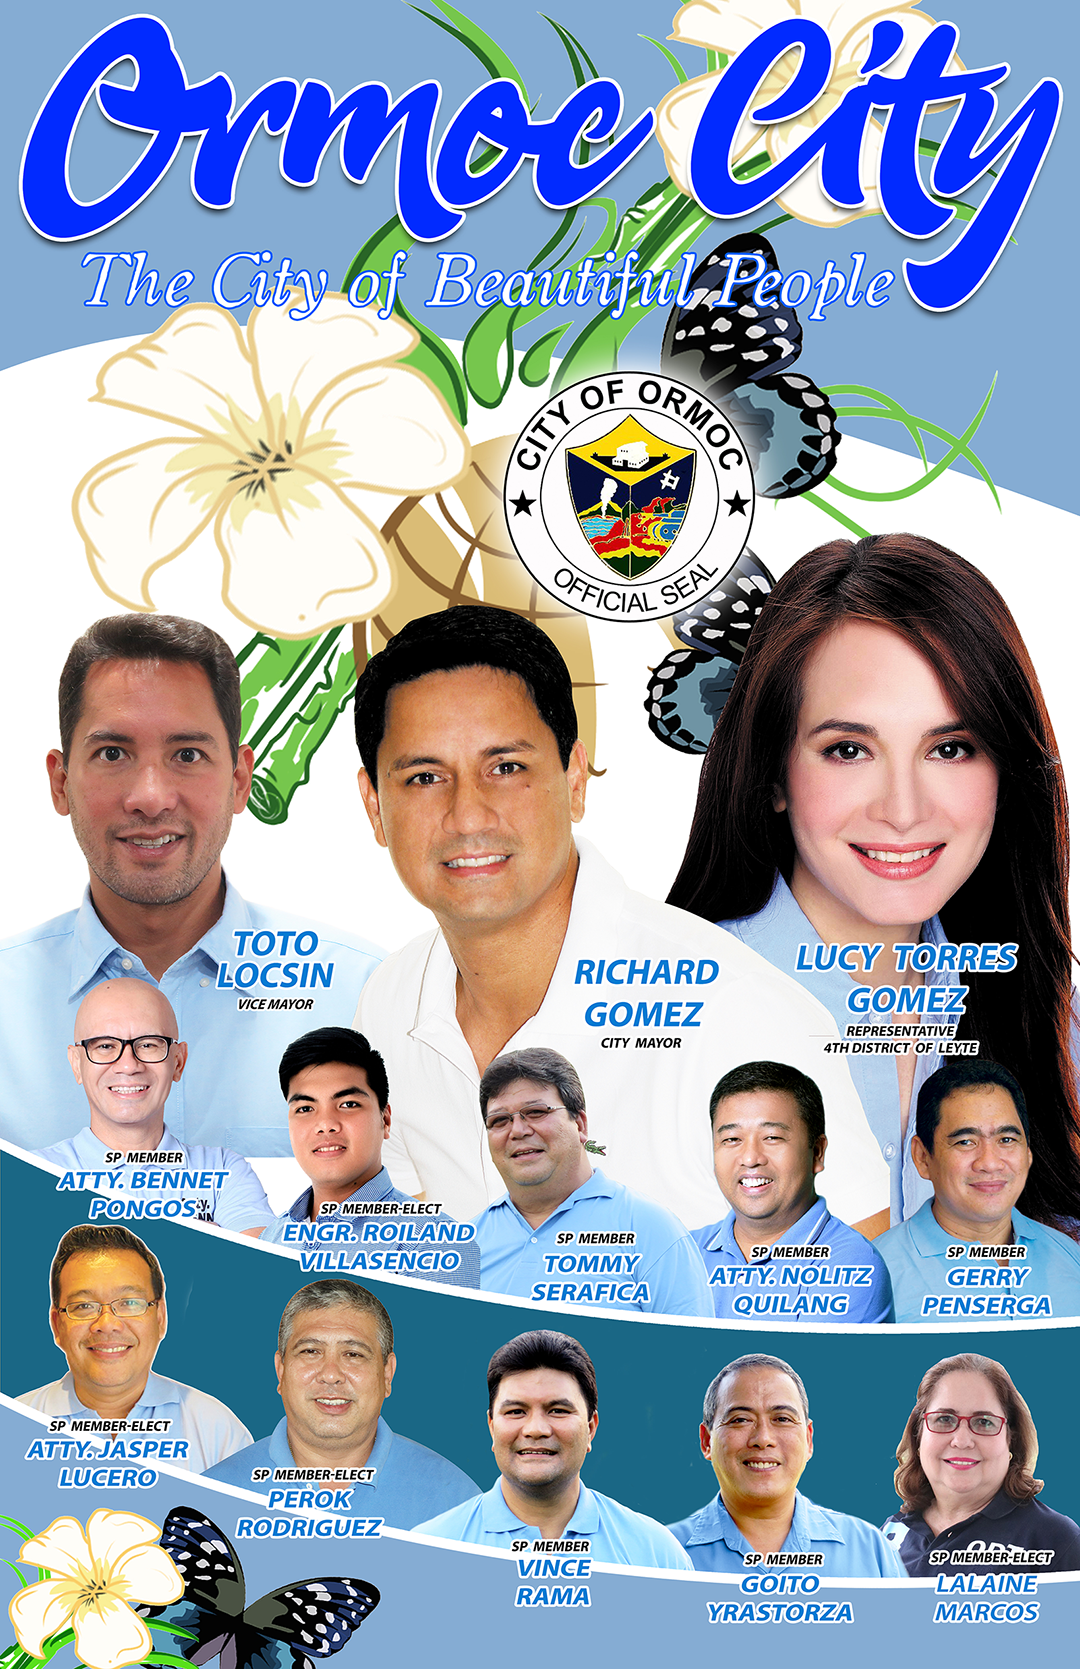 Ormoc City
The City of Beautiful People
CITY OF ORMOC
OFFICIAL SEAL
TOTO
LOCSIN
VICE MAYOR
RICHARD
GOMEZ
CITY MAYOR
LUCY TORRES
GOMEZ
REPRESENTATIVE
4TH DISTRICT OF LEYTE
SP MEMBER
ATTY. BENNET
PONGOS
SP MEMBER-ELECT
ENGR. ROILAND
VILLASENCIO
SP MEMBER
TOMMY
SERAFICA
SP MEMBER
ATTY. NOLITZ
QUILANG
SP MEMBER
GERRY
PENSERGA
SP MEMBER-ELECT
ATTY. JASPER
LUCERO
SP MEMBER-ELECT
PEROK
RODRIGUEZ
SP MEMBER
VINCE
RAMA
SP MEMBER
GOITO
YRASTORZA
SP MEMBER-ELECT
LALAINE
MARCOS